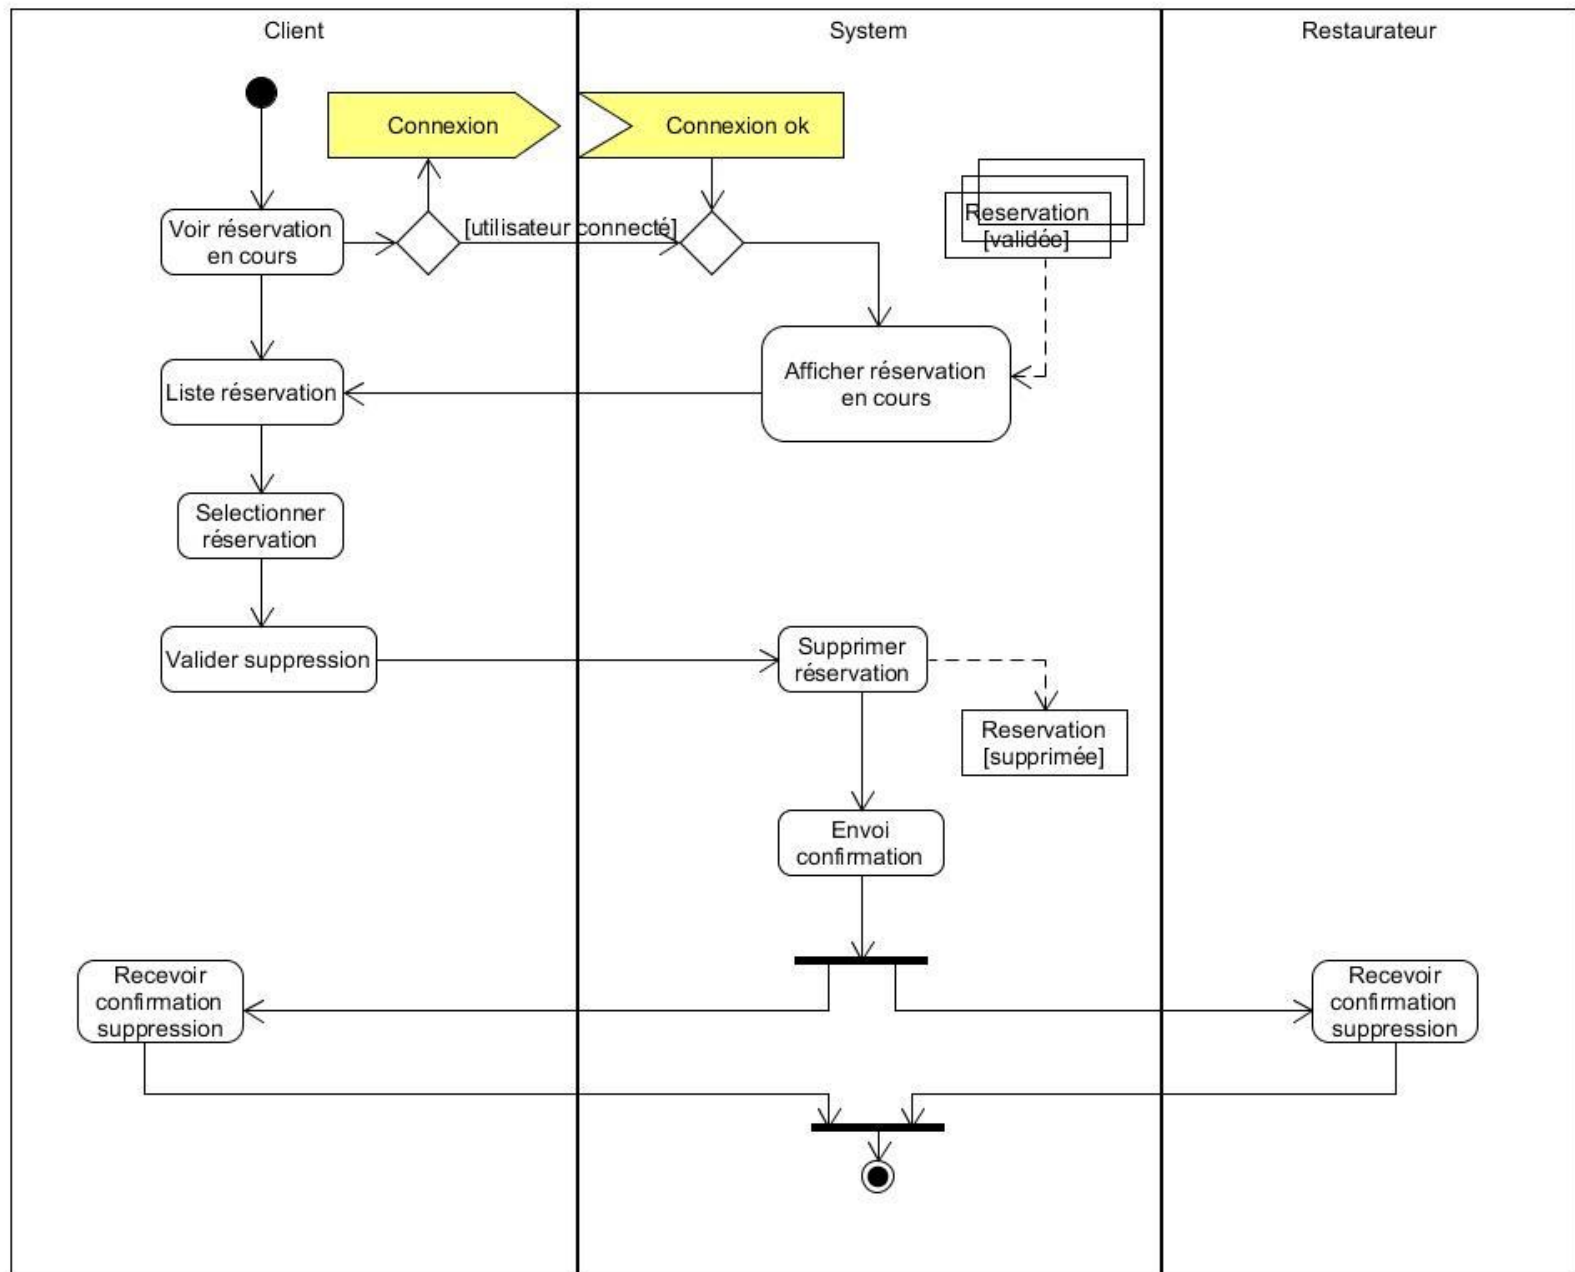 Client
System
Restaurateur
Connexion
Connexion ok
Voir réservation
en cours
[utilisateur connecté]
Reservation
[validée]
Liste réservation
Afficher réservation
en cours
Selectionner
réservation
Valider suppression
Supprimer
réservation
Reservation
[supprimée]
Envoi
confirmation
Recevoir
confirmation
suppression
Recevoir
confirmation
suppression